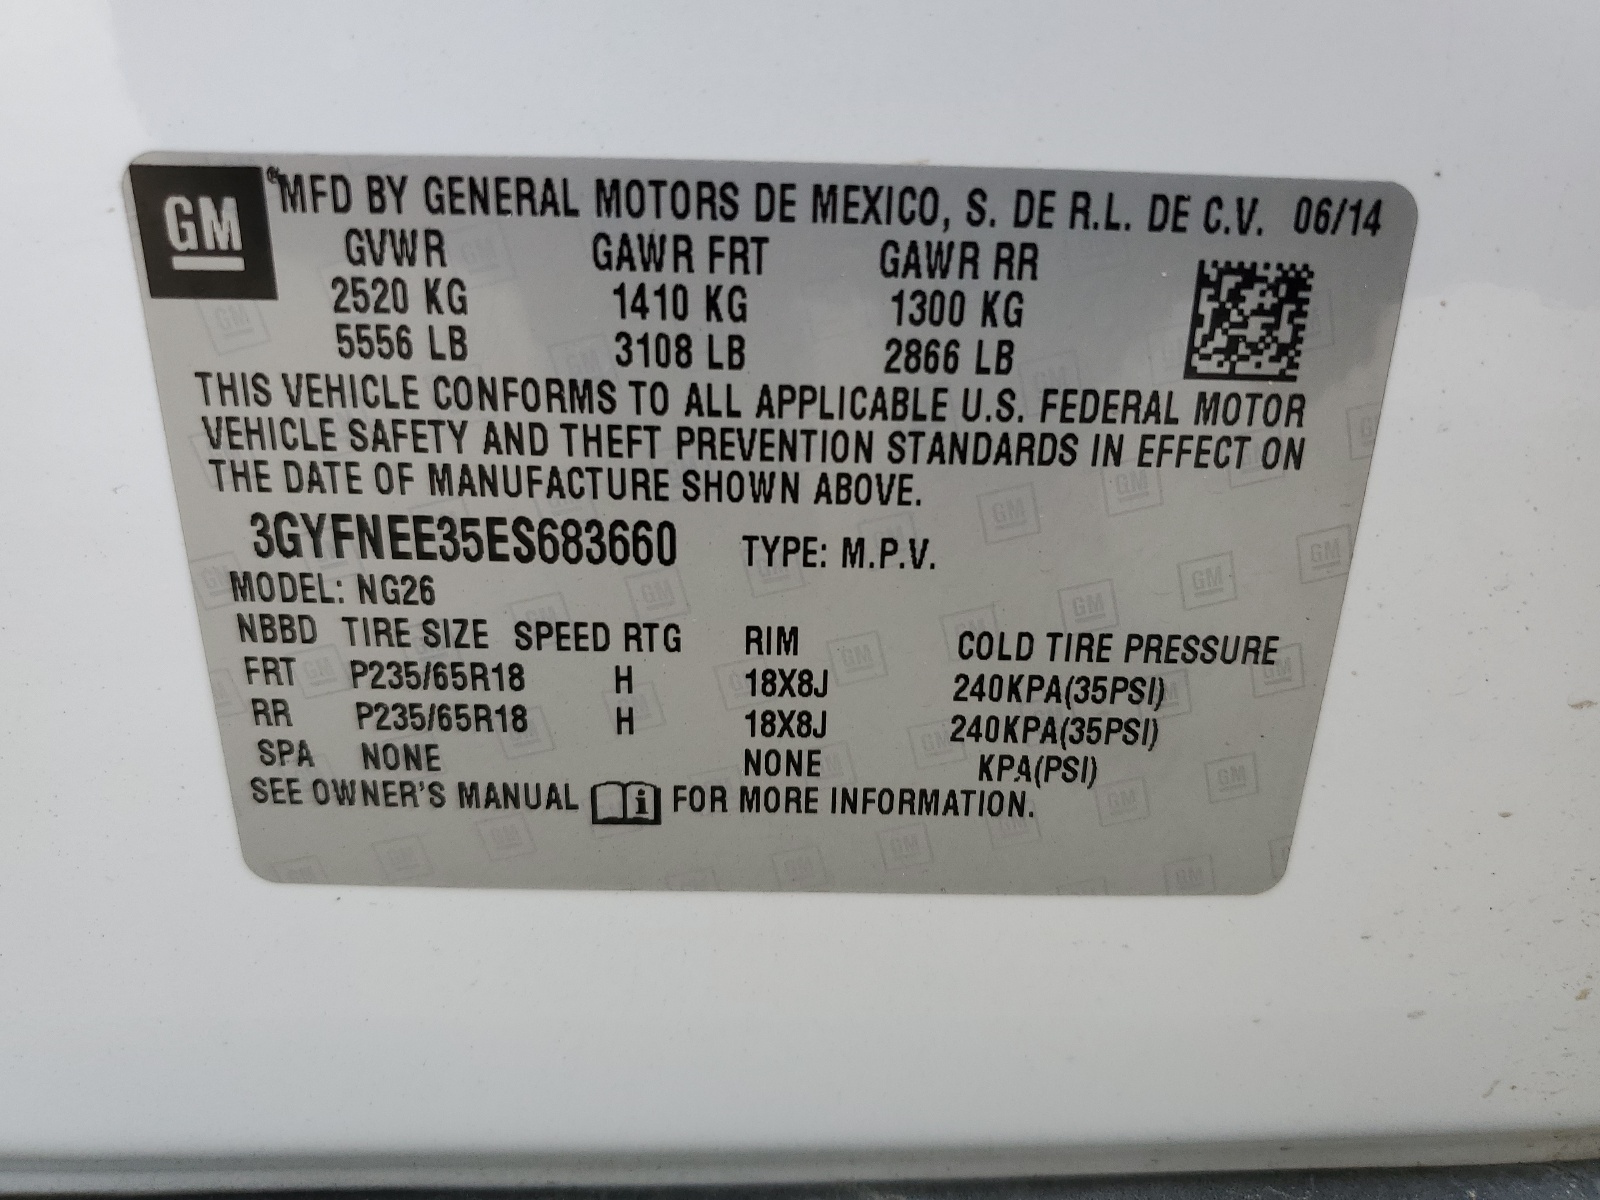 GM ® MFD BY GENERAL MOTORS DE MEXICO, S. DE R.L. DE C.V. 06/14
GVWR GAWR FRT GAWR RR
2520 KG 1410 KG 1300 KG
5556 LB 3108 LB 2866 LB
THIS VEHICLE CONFORMS TO ALL APPLICABLE U.S. FEDERAL MOTOR
VEHICLE SAFETY AND THEFT PREVENTION STANDARDS IN EFFECT ON
THE DATE OF MANUFACTURE SHOWN ABOVE.
3GYFNEE35ES683660 TYPE: M.P.V.
MODEL: NG26
NBBD TIRE SIZE SPEED RTG RIM COLD TIRE PRESSURE
FRT P235/65R18 H 18X8J 240KPA(35PSI)
RR P235/65R18 H 18X8J 240KPA(35PSI)
SPA NONE NONE KPA(PSI)
SEE OWNER'S MANUAL i FOR MORE INFORMATION.